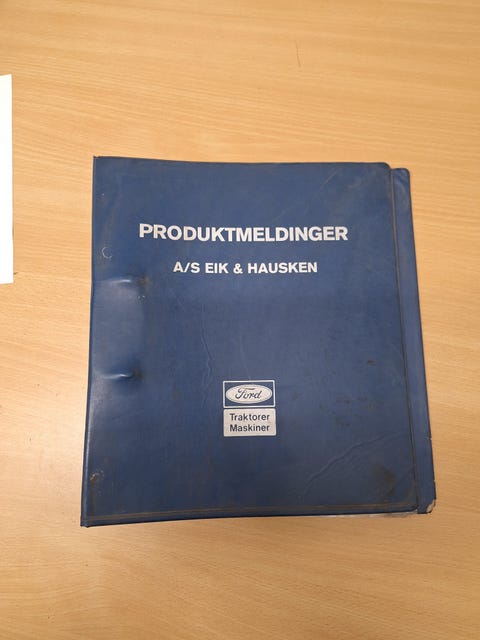 PRODUKTMELDINGER
A/S EIK & HAUSKEN
Ford
Traktorer
Maskiner